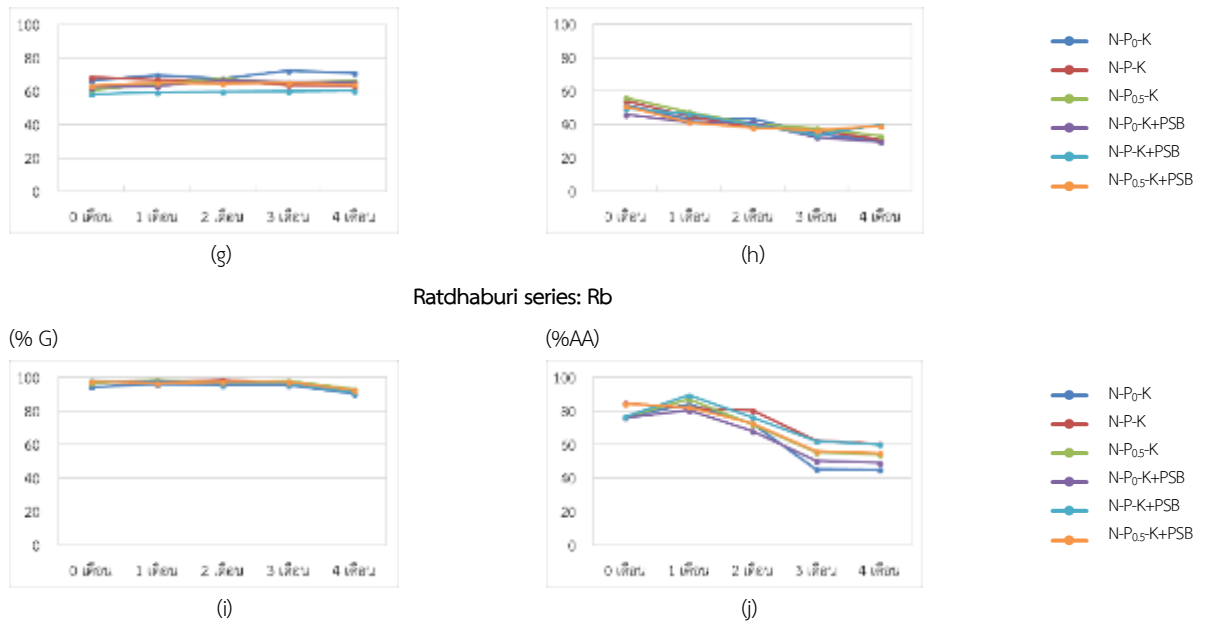 100
80
60
40
20
0
0 เดือน 1 เดือน 2 เดือน 3 เดือน 4 เดือน
(g)
100
80
60
40
20
0
0 เดือน 1 เดือน 2 เดือน 3 เดือน 4 เดือน
(h)
N-P0-K
N-P-K
N-P0.5-K
N-P0-K+PSB
N-P-K+PSB
N-P0.5-K+PSB
Ratdhaburi series: Rb
(% G)
100
80
60
40
20
0
0 เดือน 1 เดือน 2 เดือน 3 เดือน 4 เดือน
(i)
(%AA)
100
80
60
40
20
0
0 เดือน 1 เดือน 2 เดือน 3 เดือน 4 เดือน
(j)
N-P0-K
N-P-K
N-P0.5-K
N-P0-K+PSB
N-P-K+PSB
N-P0.5-K+PSB